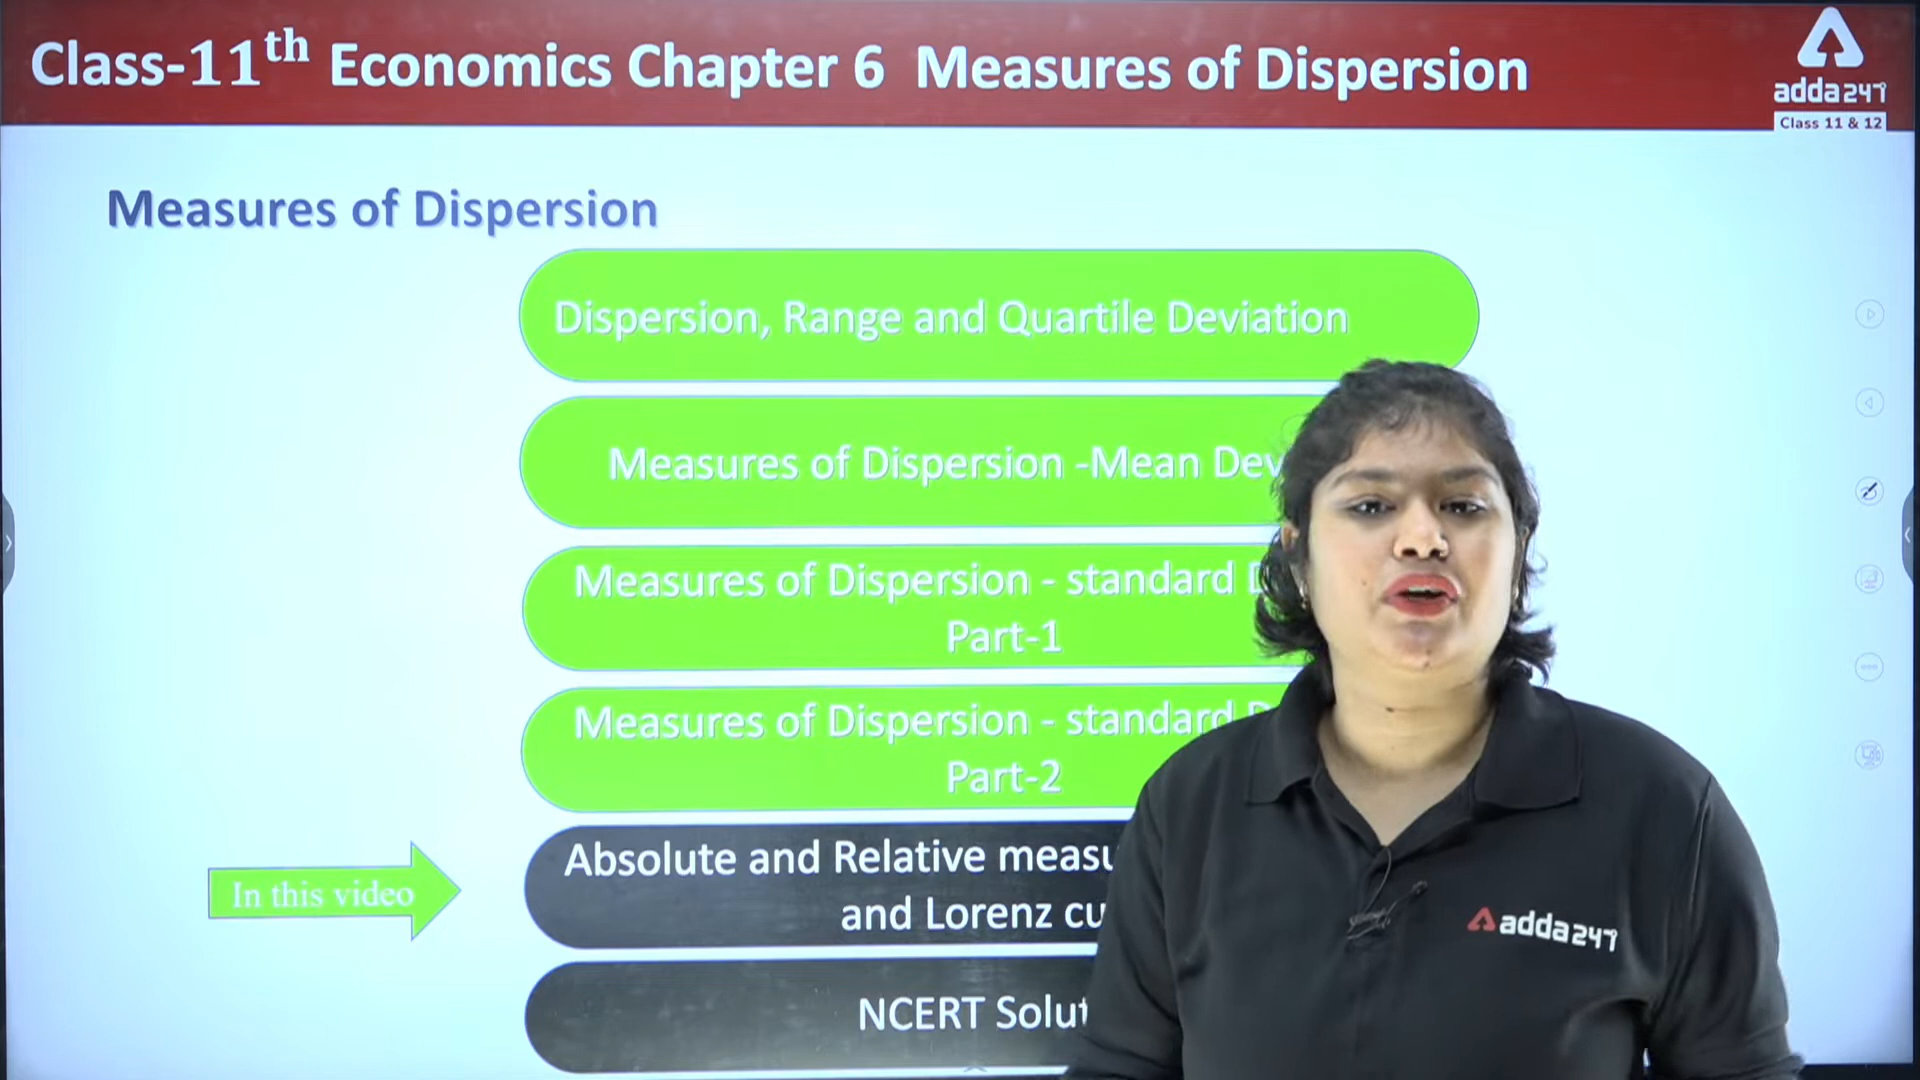 Class-11th Economics Chapter 6 Measures of Dispersion
adda247
Class 11 & 12
Measures of Dispersion
Dispersion, Range and Quartile Deviation
Measures of Dispersion -Mean Dev
Measures of Dispersion - standard D
Part-1
Measures of Dispersion - standard D
Part-2
Absolute and Relative measu
and Lorenz cu
In this video
NCERT Solut
adda247